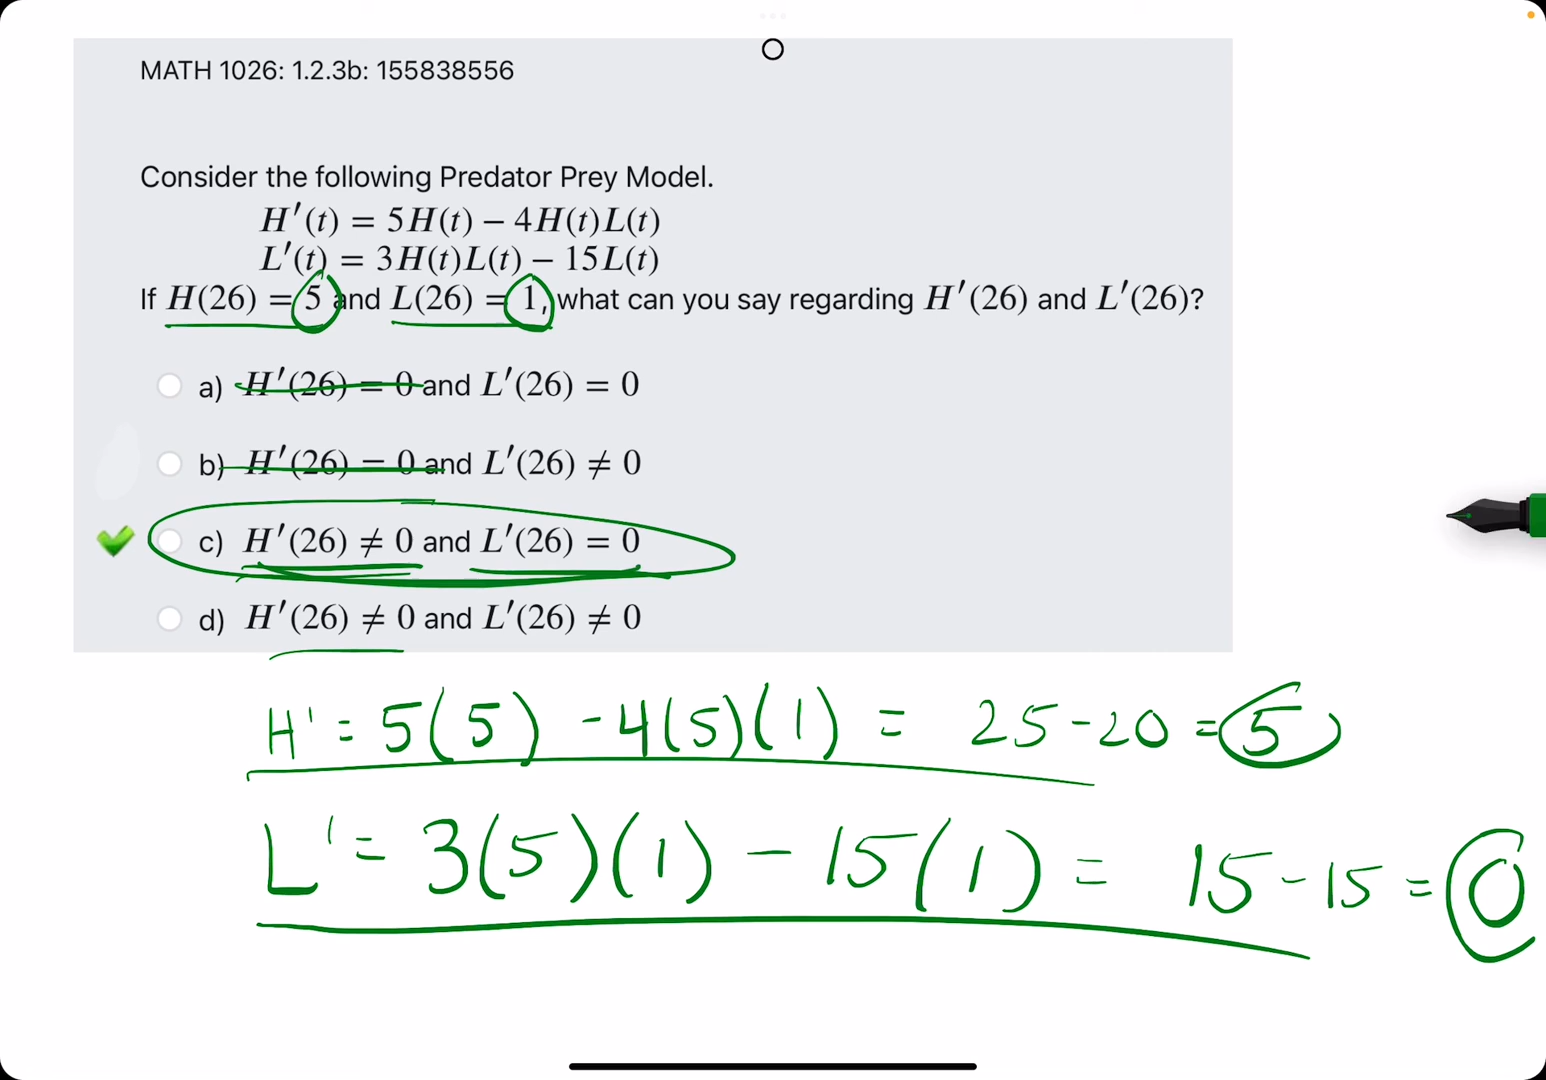 MATH 1026: 1.2.3b: 155838556
Consider the following Predator Prey Model.
H′(t) = 5H(t) − 4H(t)L(t)
L′(t) = 3H(t)L(t) − 15L(t)
If H(26) = 5 and L(26) = 1, what can you say regarding H′(26) and L′(26)?
a) H′(26) = 0 and L′(26) = 0
b) H′(26) = 0 and L′(26) ≠ 0
c) H′(26) ≠ 0 and L′(26) = 0
d) H′(26) ≠ 0 and L′(26) ≠ 0
H' = 5(5) - 4(5)(1) = 25-20 = 5
L' = 3(5)(1) - 15(1) = 15-15 = 0